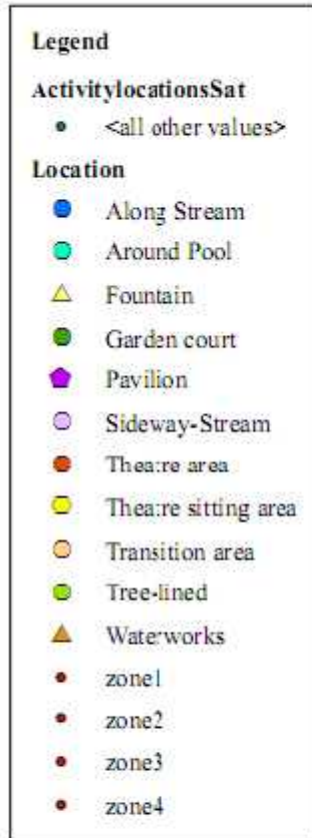 Legend
ActivitylocationsSat
<all other values>
Location
Along Stream
Around Pool
Fountain
Garden court
Pavilion
Sideway-Stream
Theatre area
Theatre sitting area
Transition area
Tree-lined
Waterworks
zone1
zone2
zone3
zone4